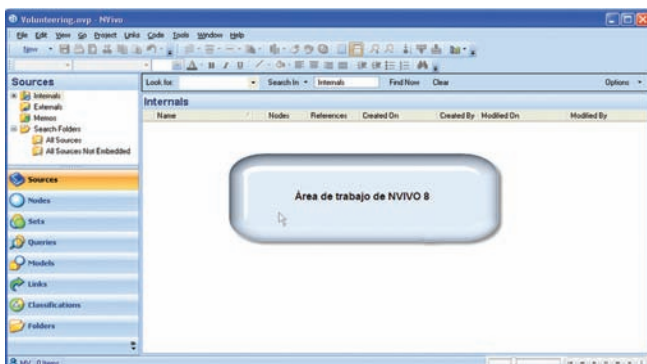 Volunteering.nvp - NVivo
File Edit View Go Project Links Code Tools Window Help
New
Sources
Look for: Search In Internals Find Now Clear Options
Internals
Externals
Memos
Search Folders
All Sources
All Sources Not Embedded
Internals
Name Nodes References Created On Created By Modified On Modified By
Área de trabajo de NVIVO 8
Sources
Nodes
Sets
Queries
Models
Links
Classifications
Folders